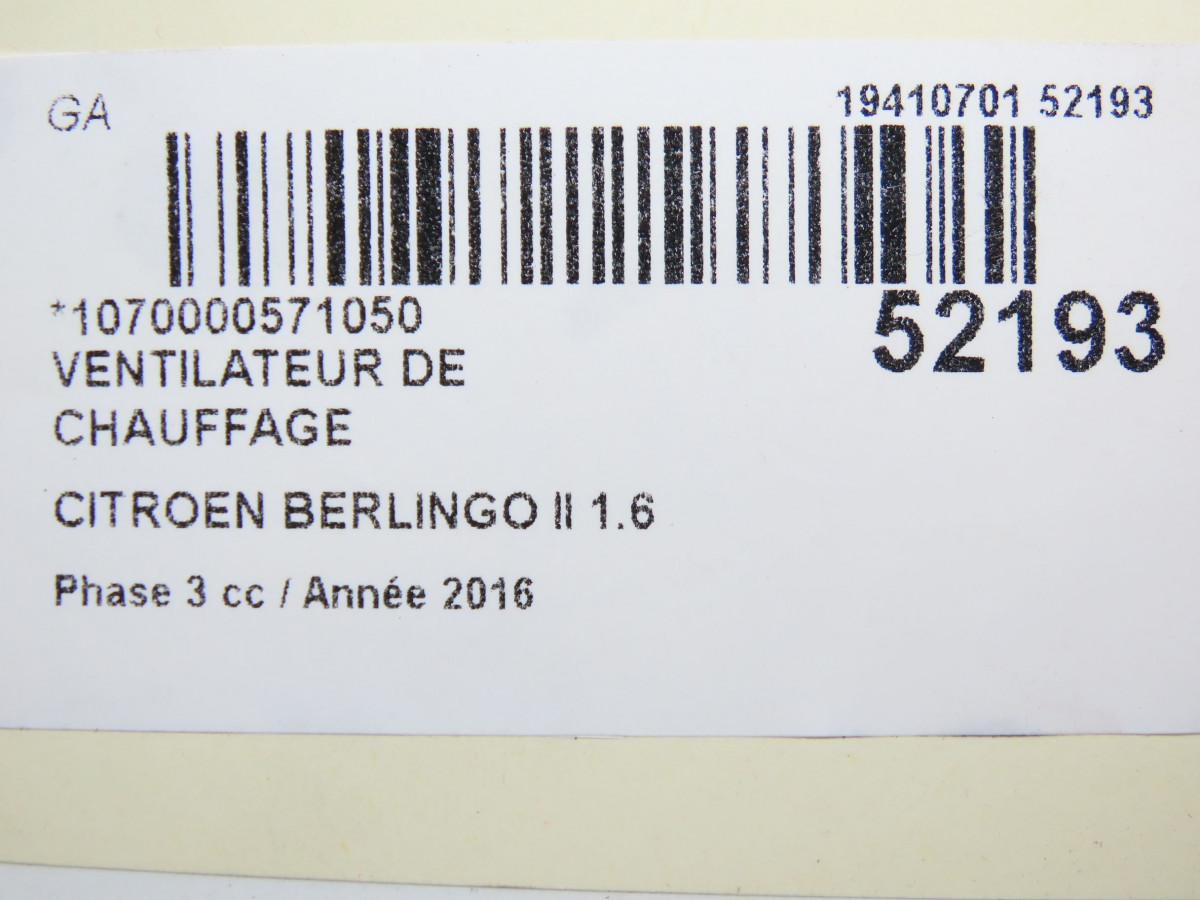 GA
19410701 52193
*1070000571050
52193
VENTILATEUR DE
CHAUFFAGE
CITROEN BERLINGO II 1.6
Phase 3 cc / Année 2016